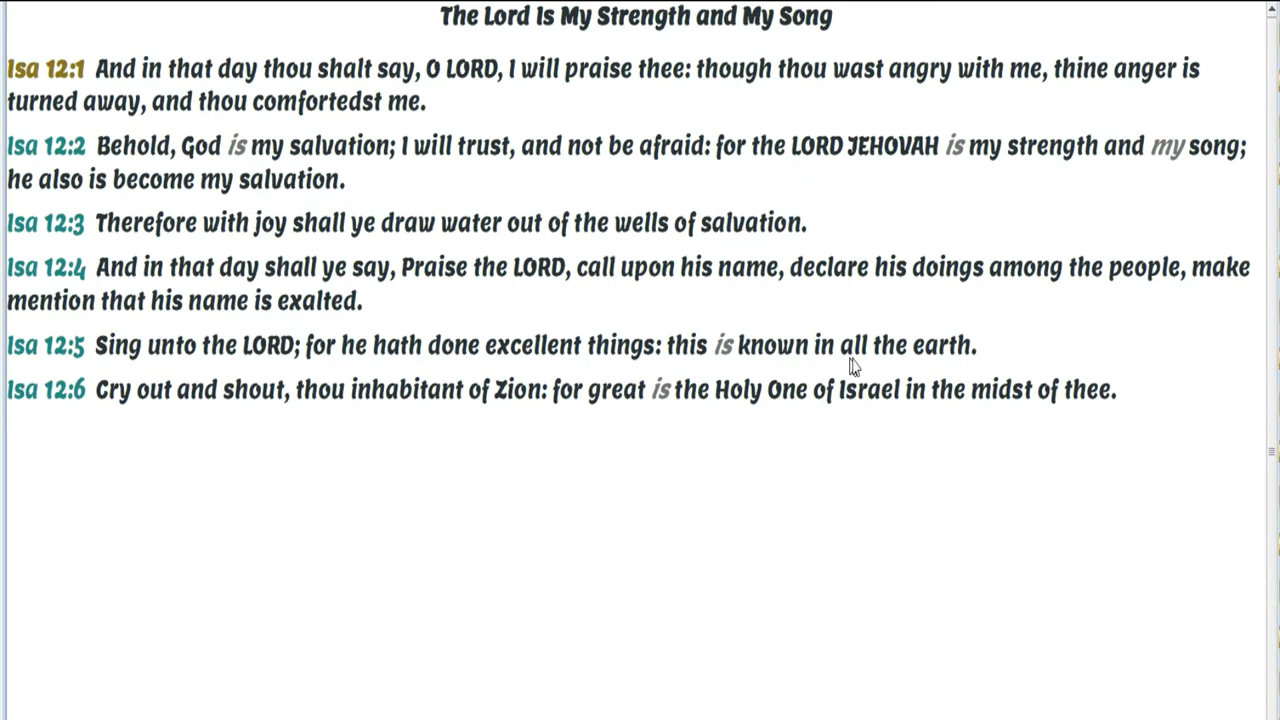 The Lord Is My Strength and My Song
Isa 12:1 And in that day thou shalt say, O LORD, I will praise thee: though thou wast angry with me, thine anger is
turned away, and thou comfortedst me.
Isa 12:2 Behold, God is my salvation; I will trust, and not be afraid: for the LORD JEHOVAH is my strength and my song;
he also is become my salvation.
Isa 12:3 Therefore with joy shall ye draw water out of the wells of salvation.
Isa 12:4 And in that day shall ye say, Praise the LORD, call upon his name, declare his doings among the people, make
mention that his name is exalted.
Isa 12:5 Sing unto the LORD; for he hath done excellent things: this is known in all the earth.
Isa 12:6 Cry out and shout, thou inhabitant of Zion: for great is the Holy One of Israel in the midst of thee.